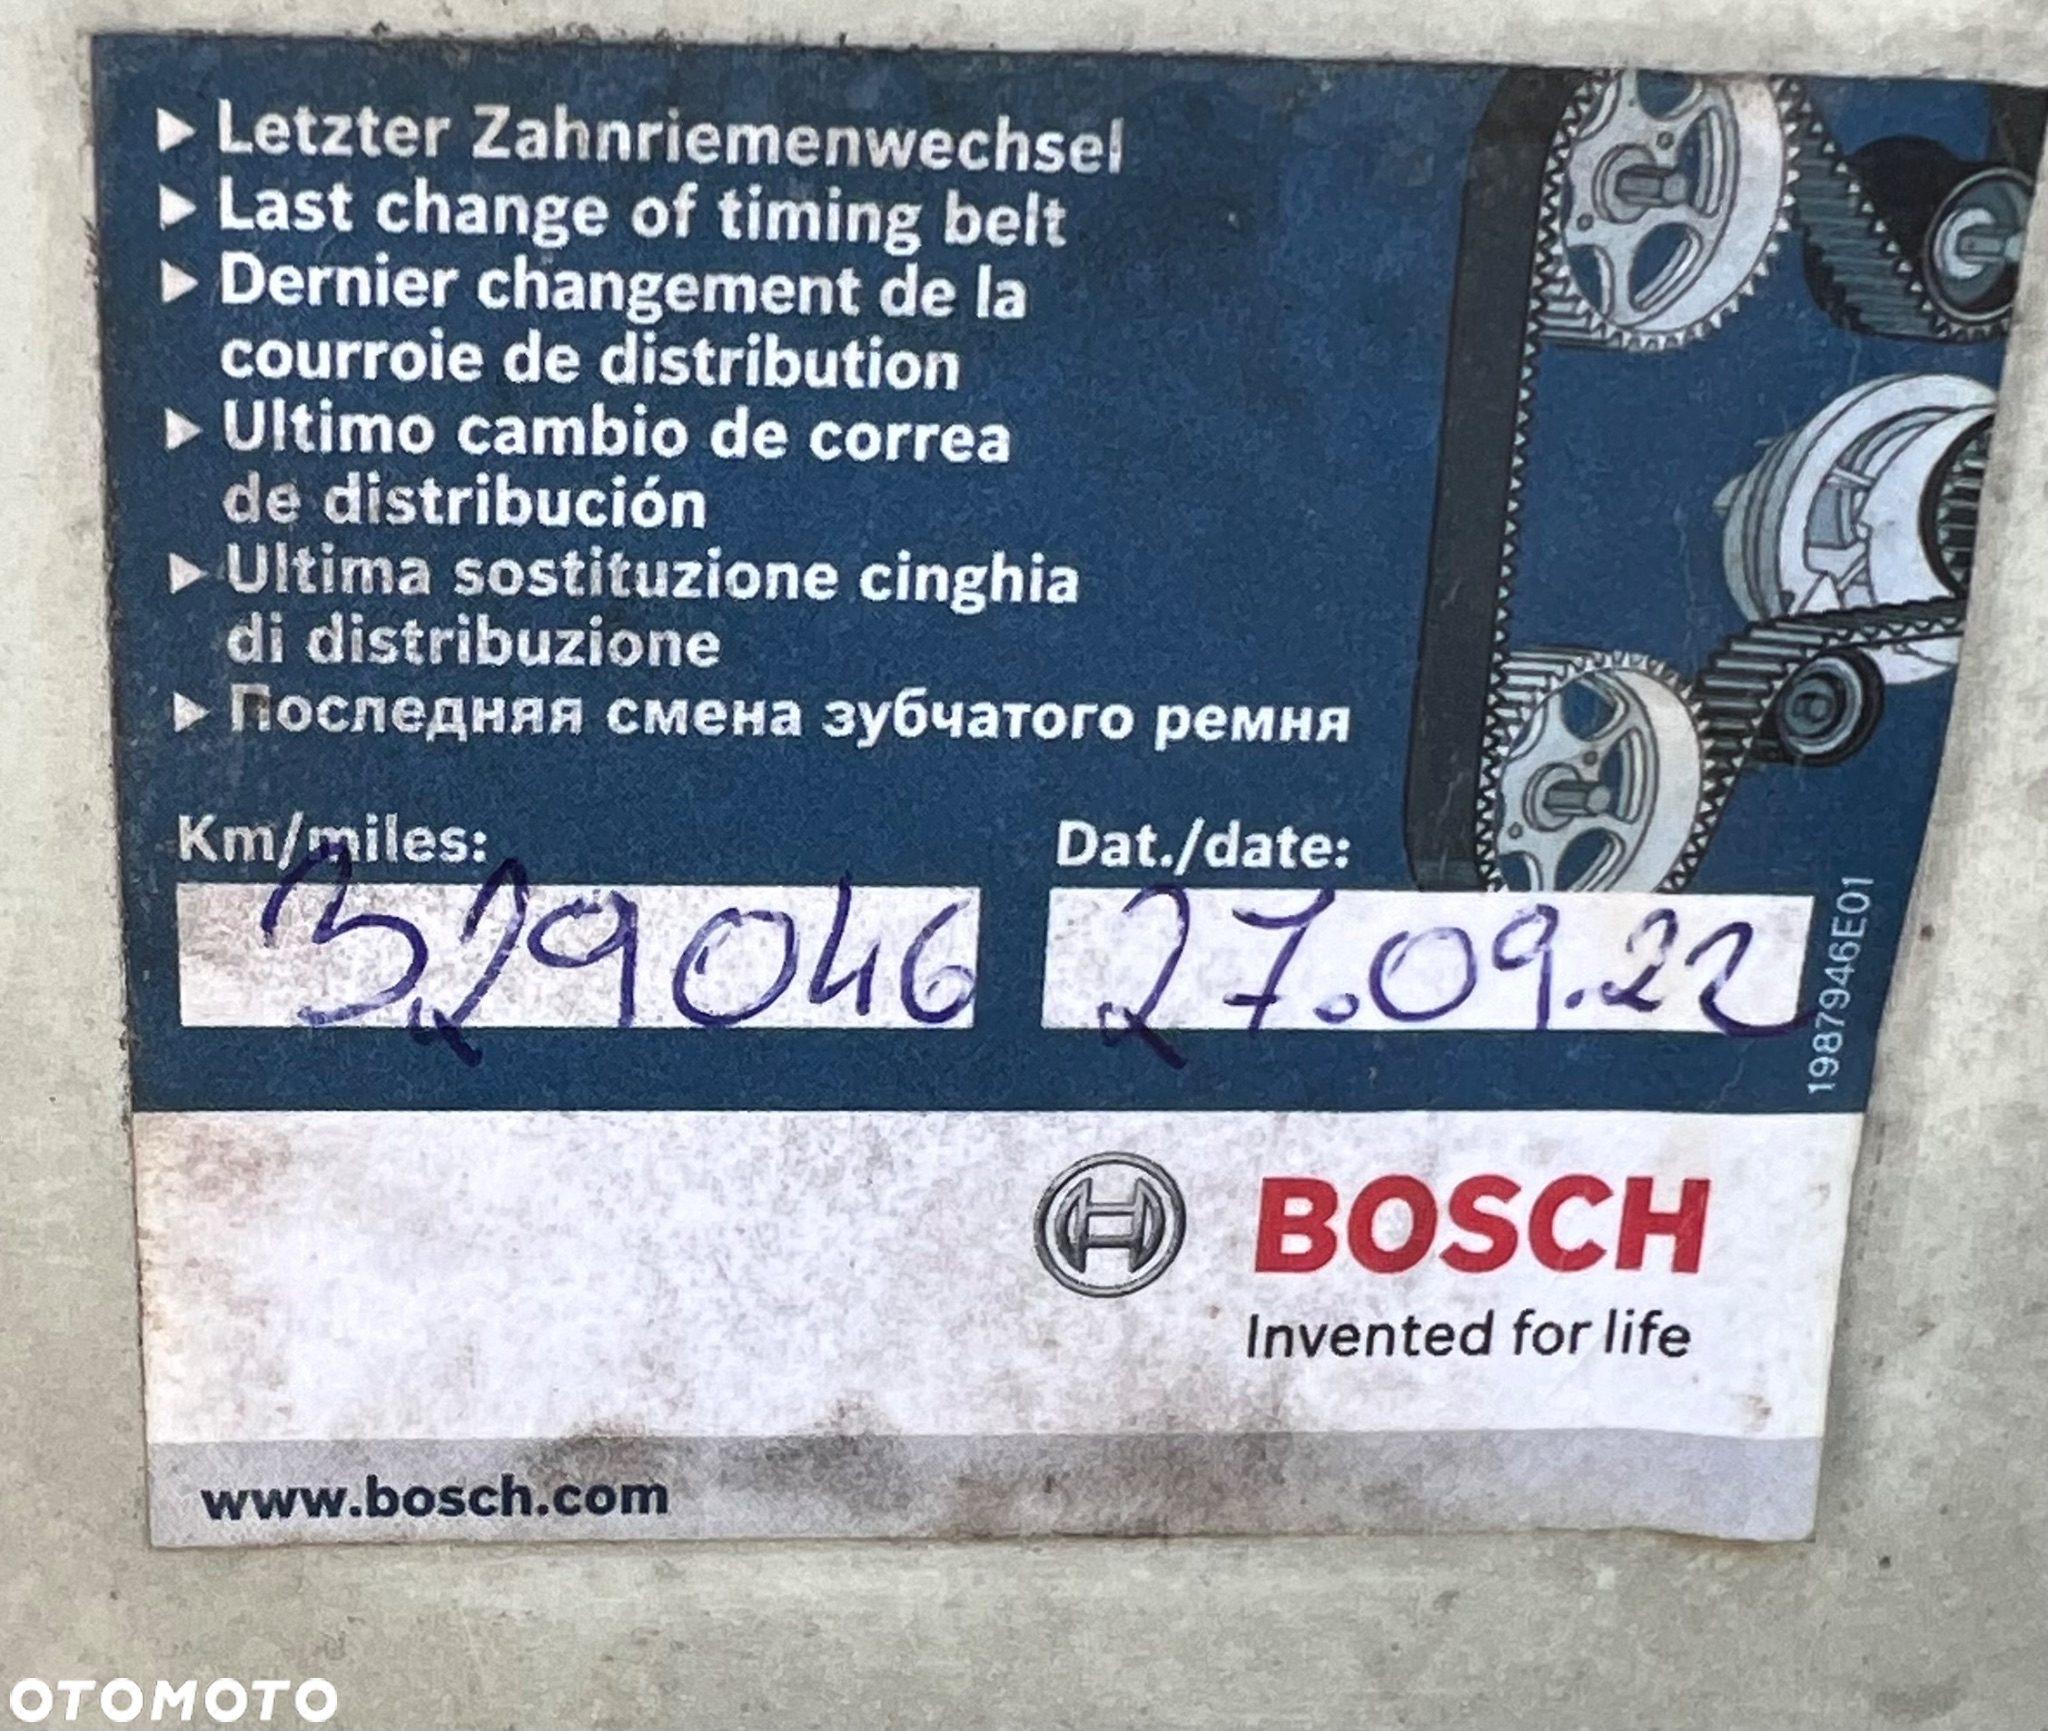 ▶ Letzter Zahnriemenwechsel
▶ Last change of timing belt
▶ Dernier changement de la
courroie de distribution
▶ Ultimo cambio de correa
de distribución
▶ Ultima sostituzione cinghia
di distribuzione
▶ Последняя смена зубчатого ремня
Km/miles: Dat./date:
329046 27.09.22
1987946E01
BOSCH
Invented for life
www.bosch.com
OTOMOTO